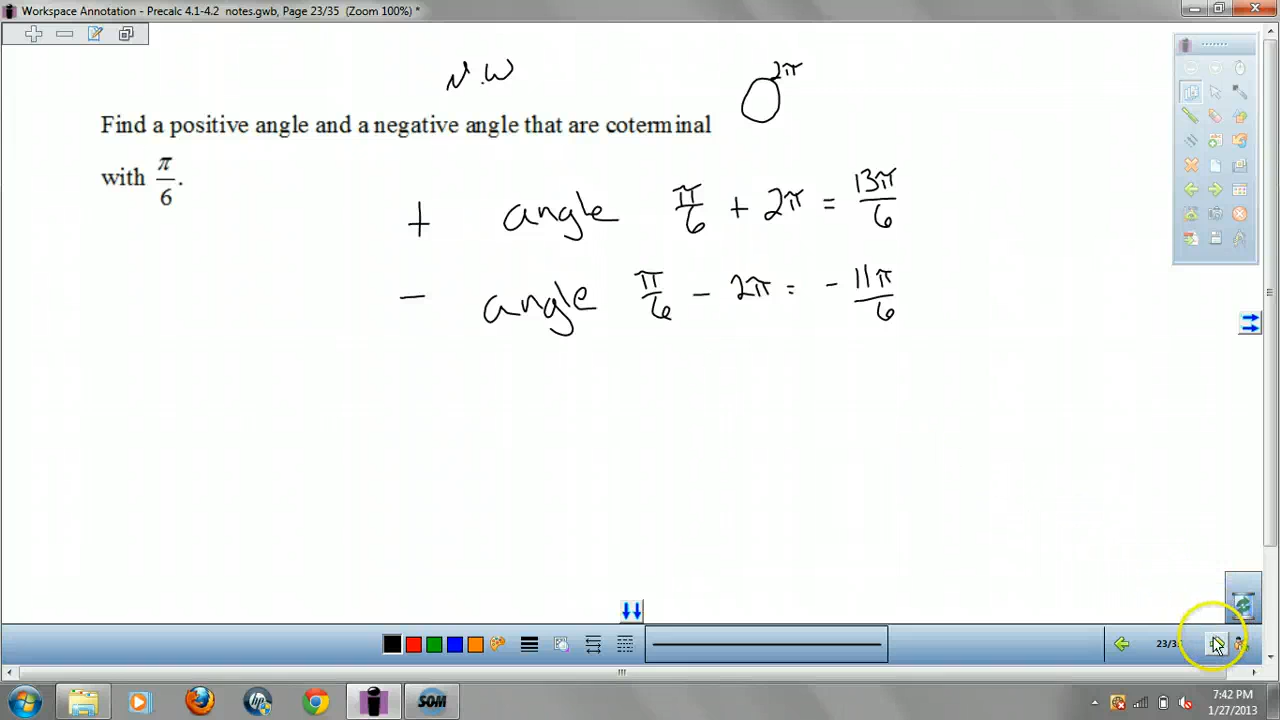 Workspace Annotation - Precalc 4.1-4.2 notes.gwb, Page 23/35 (Zoom 100%) *
N.W
2π
Find a positive angle and a negative angle that are coterminal
with π/6.
+ angle π/6 + 2π = 13π/6
- angle π/6 - 2π = - 11π/6
23/3
SOM
7:42 PM
1/27/2013